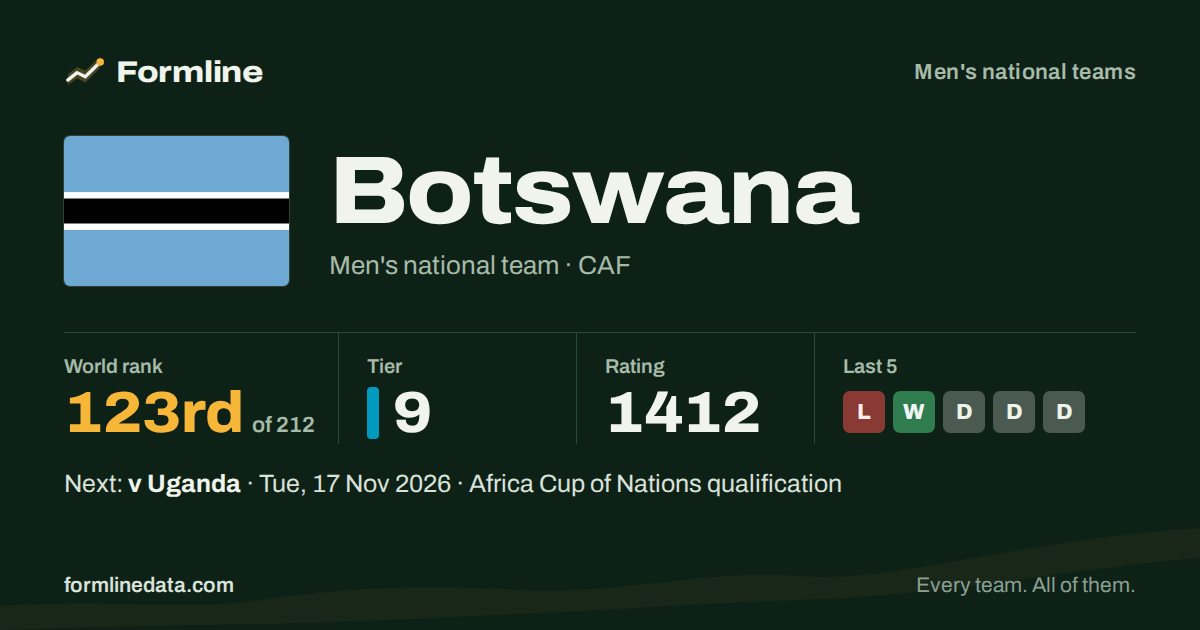 Formline
Men's national teams
Botswana
Men's national team · CAF
World rank
123rd of 212
Tier
9
Rating
1412
Last 5
L W D D D
Next: v Uganda · Tue, 17 Nov 2026 · Africa Cup of Nations qualification
formlinedata.com
Every team. All of them.